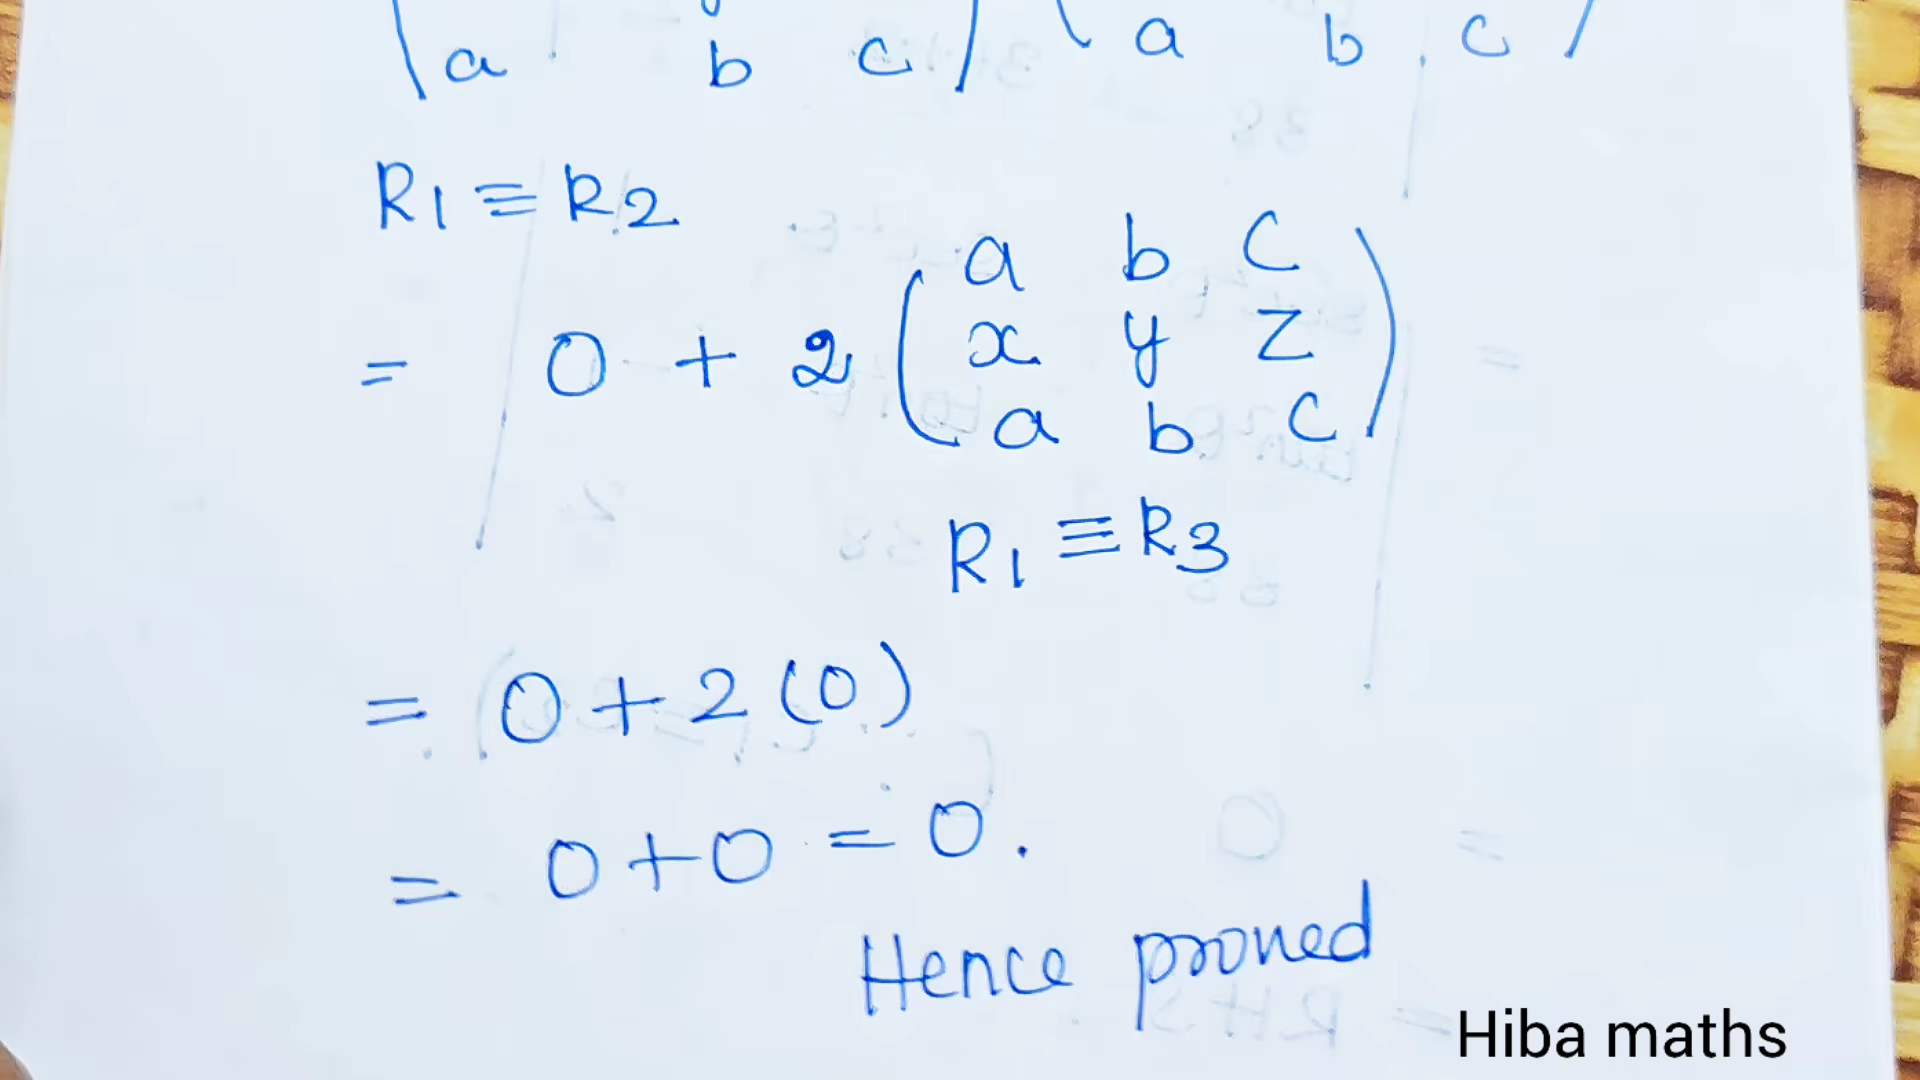 a b c a b c
R1 ≡ R2
a b c
= 0 + 2 ( x y z )
a b c
R1 ≡ R3
= 0 + 2 (0)
= 0 + 0 = 0.
Hence proved
Hiba maths